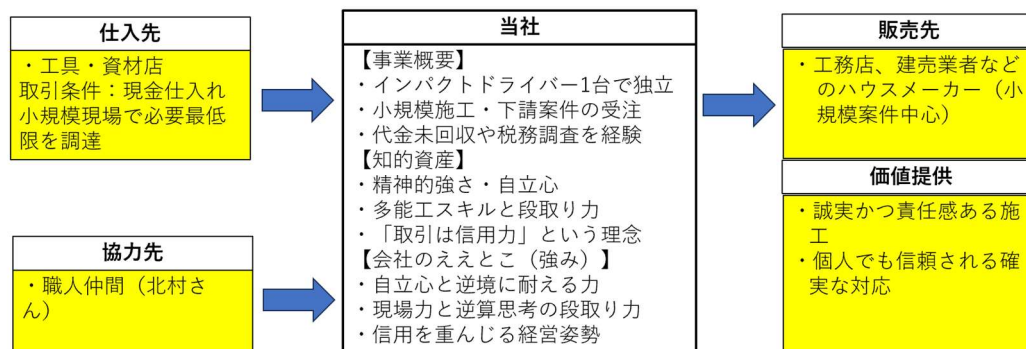 仕入先
・工具・資材店
取引条件：現金仕入れ
小規模現場で必要最低
限を調達
協力先
・職人仲間（北村さ
ん）
当社
【事業概要】
・インパクトドライバー1台で独立
・小規模施工・下請案件の受注
・代金未回収や税務調査を経験
【知的資産】
・精神的強さ・自立心
・多能工スキルと段取り力
・「取引は信用力」という理念
【会社のええとこ（強み）】
・自立心と逆境に耐える力
・現場力と逆算思考の段取り力
・信用を重んじる経営姿勢
販売先
・工務店、建売業者など
のハウスメーカー（小
規模案件中心）
価値提供
・誠実かつ責任感ある施
工
・個人でも信頼される確
実な対応